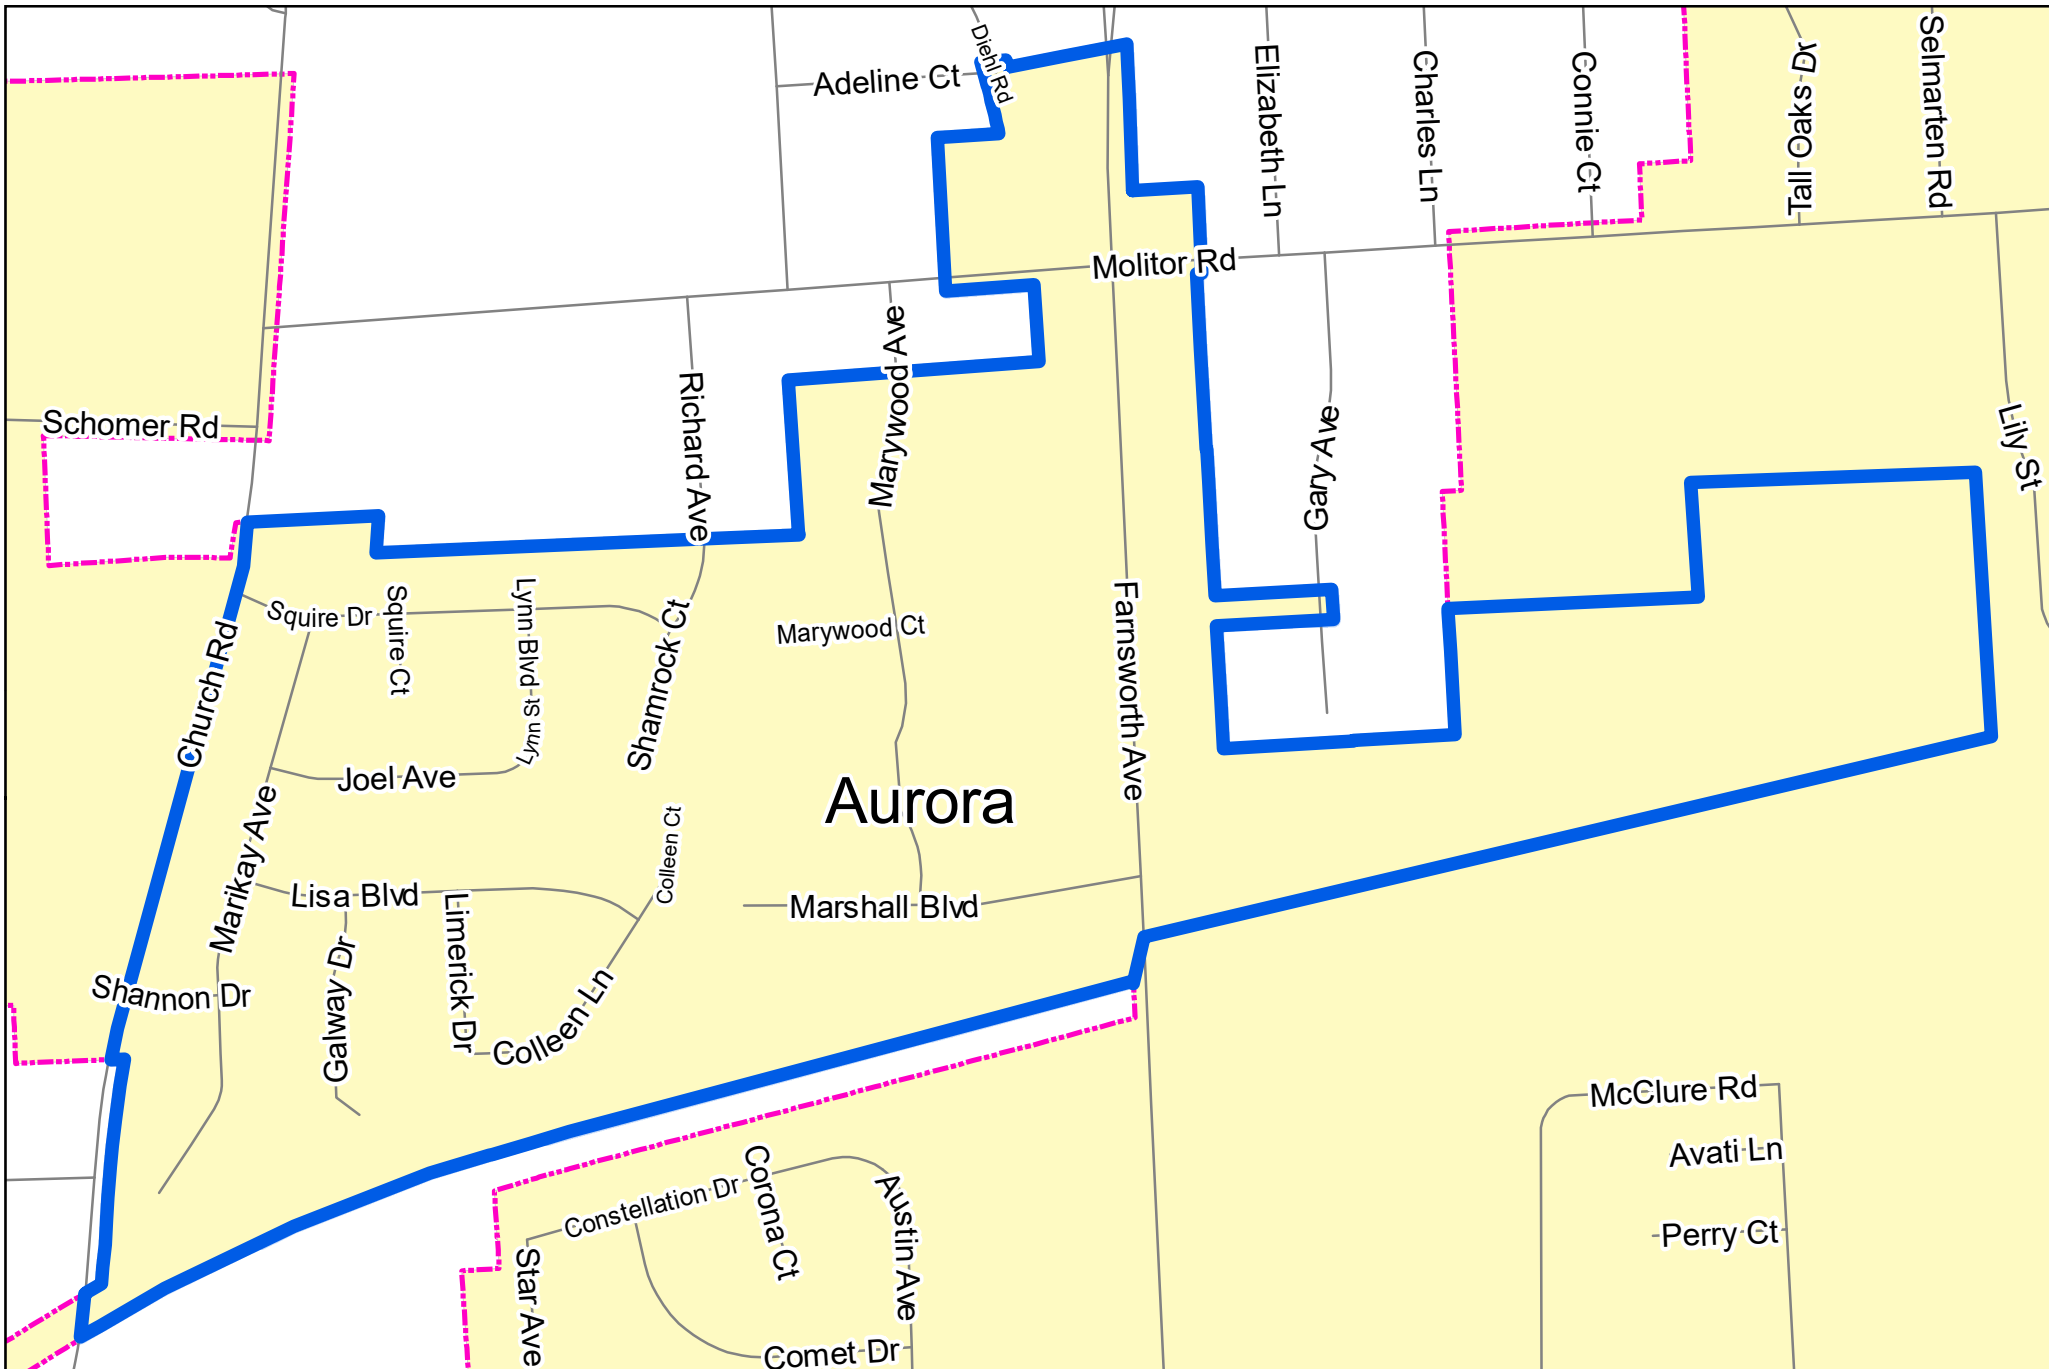 Diehl Rd
Adeline Ct
Elizabeth Ln
Charles Ln
Connie Ct
Tall Oaks Dr
Selmarten Rd
Molitor Rd
Marywood Ave
Richard Ave
Schomer Rd
Gary Ave
Lily St
Squire Dr
Squire Ct
Lynn Blvd
Lynn St
Shamrock Ct
Marywood Ct
Farnsworth Ave
Church Rd
Joel Ave
Aurora
Marikay Ave
Colleen Ct
Lisa Blvd
Limerick Dr
Marshall Blvd
Galway Dr
Shannon Dr
Colleen Ln
McClure Rd
Avati Ln
Perry Ct
Constellation Dr
Corona Ct
Austin Ave
Star Ave
Comet Dr